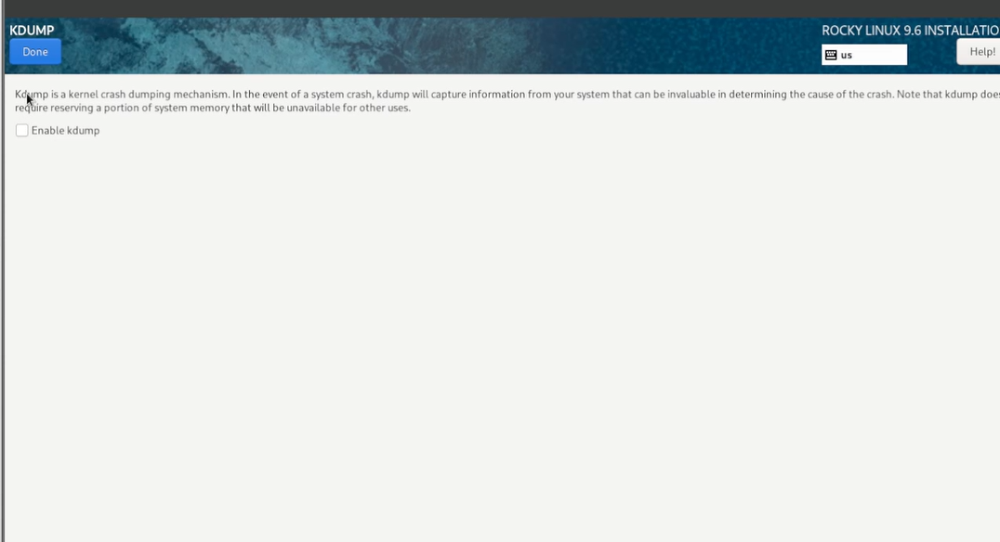 KDUMP
ROCKY LINUX 9.6 INSTALLATIO
Done
us
Help!
Kdump is a kernel crash dumping mechanism. In the event of a system crash, kdump will capture information from your system that can be invaluable in determining the cause of the crash. Note that kdump does
require reserving a portion of system memory that will be unavailable for other uses.
Enable kdump